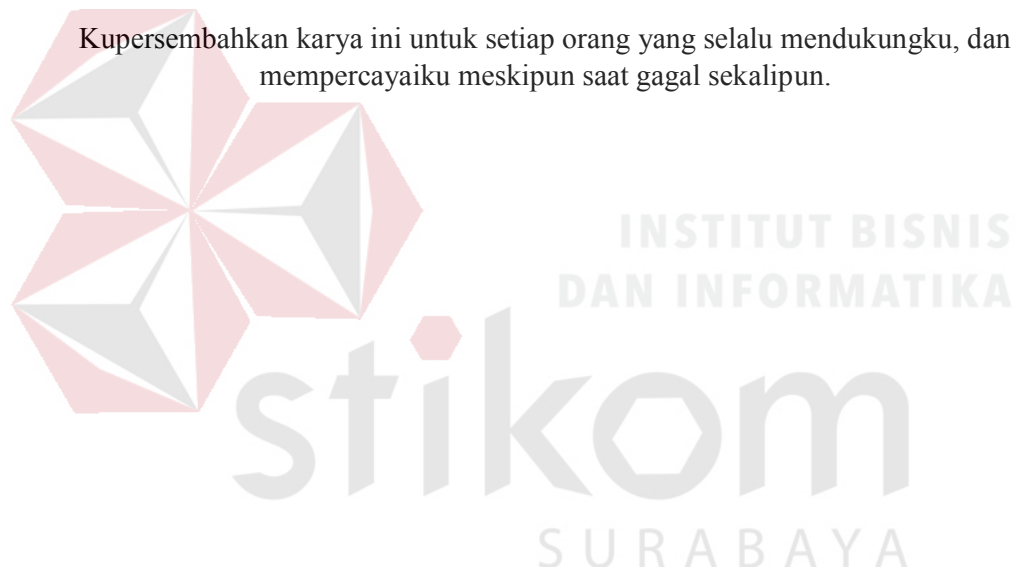 Kupersembahkan karya ini untuk setiap orang yang selalu mendukungku, dan
mempercayaiku meskipun saat gagal sekalipun.
INSTITUT BISNIS
DAN INFORMATIKA
stikom
SURABAYA